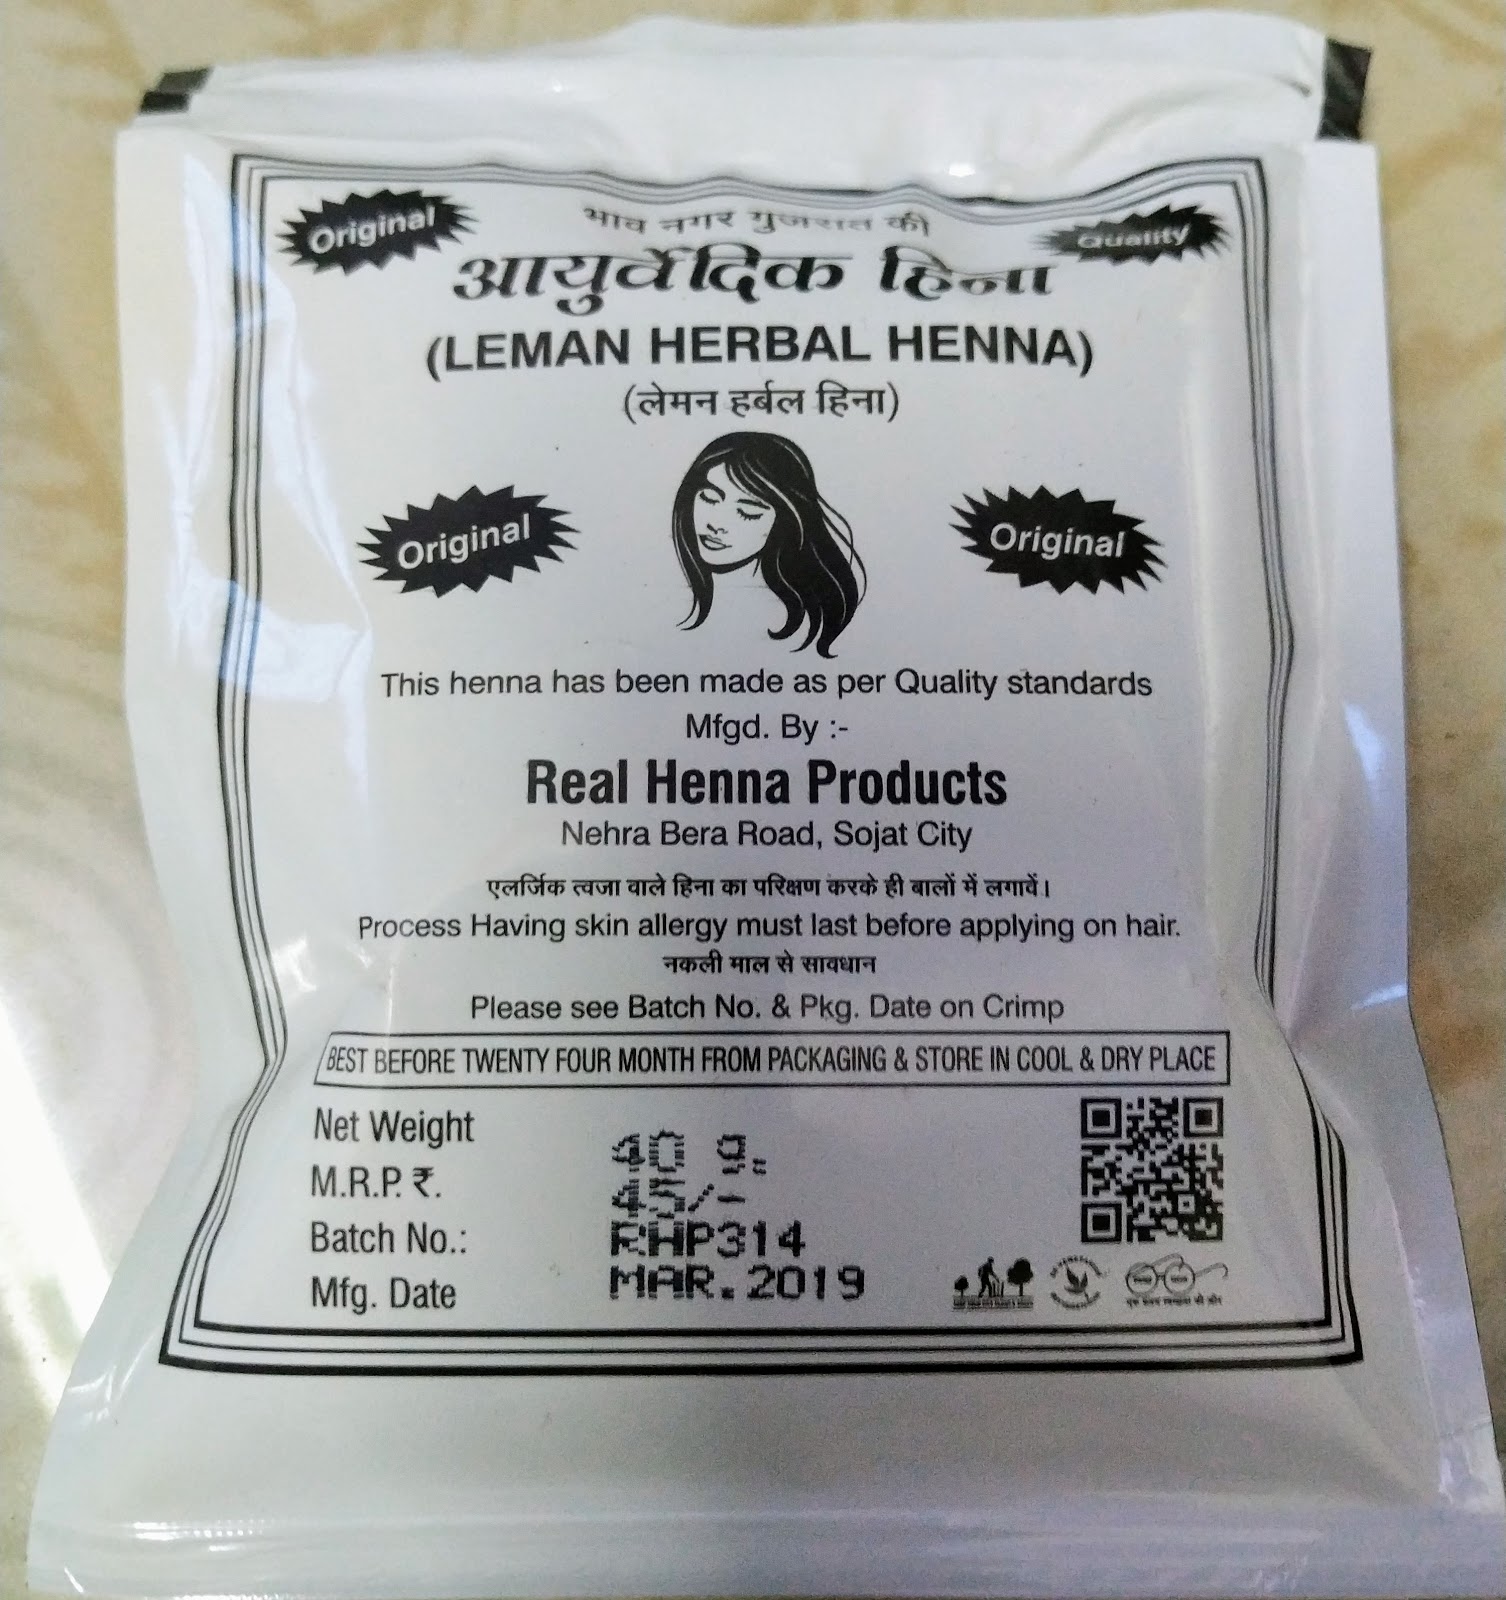 Original
भाव नगर गुजरात की
Quality
आयुर्वेदिक हिना
(LEMAN HERBAL HENNA)
(लेमन हर्बल हिना)
Original
Original
This henna has been made as per Quality standards
Mfgd. By :-
Real Henna Products
Nehra Bera Road, Sojat City
एलर्जिक त्वजा वाले हिना का परिक्षण करके ही बालों में लगावें।
Process Having skin allergy must last before applying on hair.
नकली माल से सावधान
Please see Batch No. & Pkg. Date on Crimp
BEST BEFORE TWENTY FOUR MONTH FROM PACKAGING & STORE IN COOL & DRY PLACE
Net Weight
M.R.P. ₹.
Batch No.: RHP314
Mfg. Date MAR.2019